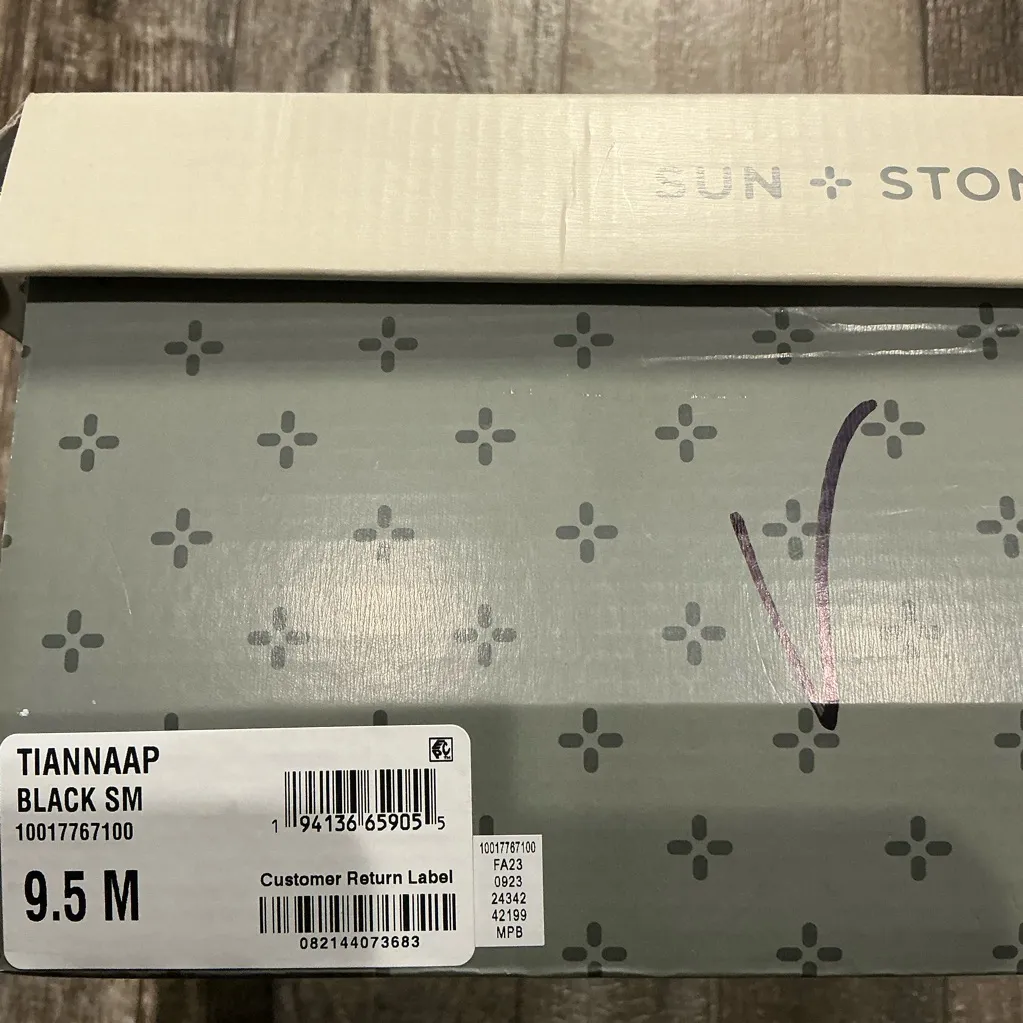 SUN + STON
TIANNAAP
BLACK SM
10017767100
1 94136 65905 5
9.5 M
Customer Return Label
082144073683
10017767100
FA23
0923
24342
42199
MPB